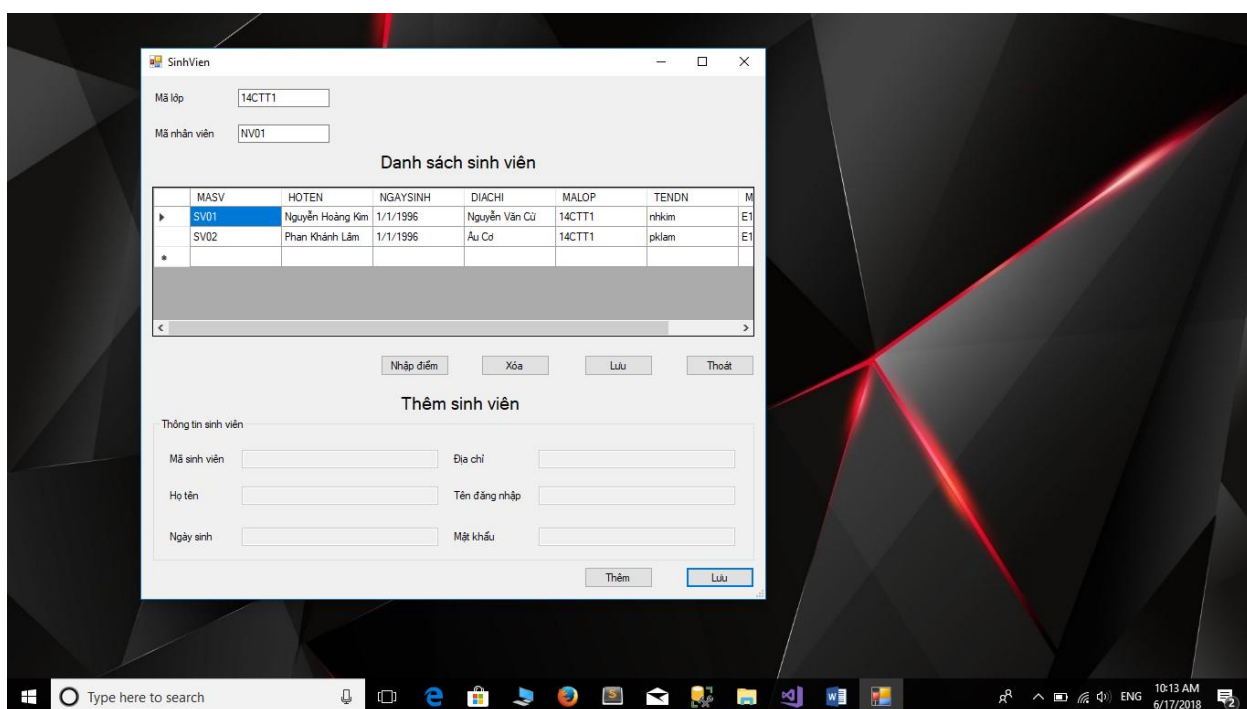 SinhVien
Mã lớp 14CTT1
Mã nhân viên NV01
Danh sách sinh viên
MASV HOTEN NGAYSINH DIACHI MALOP TENDN M
SV01 Nguyễn Hoàng Kim 1/1/1996 Nguyễn Văn Cừ 14CTT1 nhkim E1
SV02 Phan Khánh Lâm 1/1/1996 Âu Cơ 14CTT1 pklam E1
Nhập điểm Xóa Lưu Thoát
Thêm sinh viên
Thông tin sinh viên
Mã sinh viên Địa chỉ
Họ tên Tên đăng nhập
Ngày sinh Mật khẩu
Thêm Lưu
Type here to search ENG 10:13 AM
6/17/2018 2